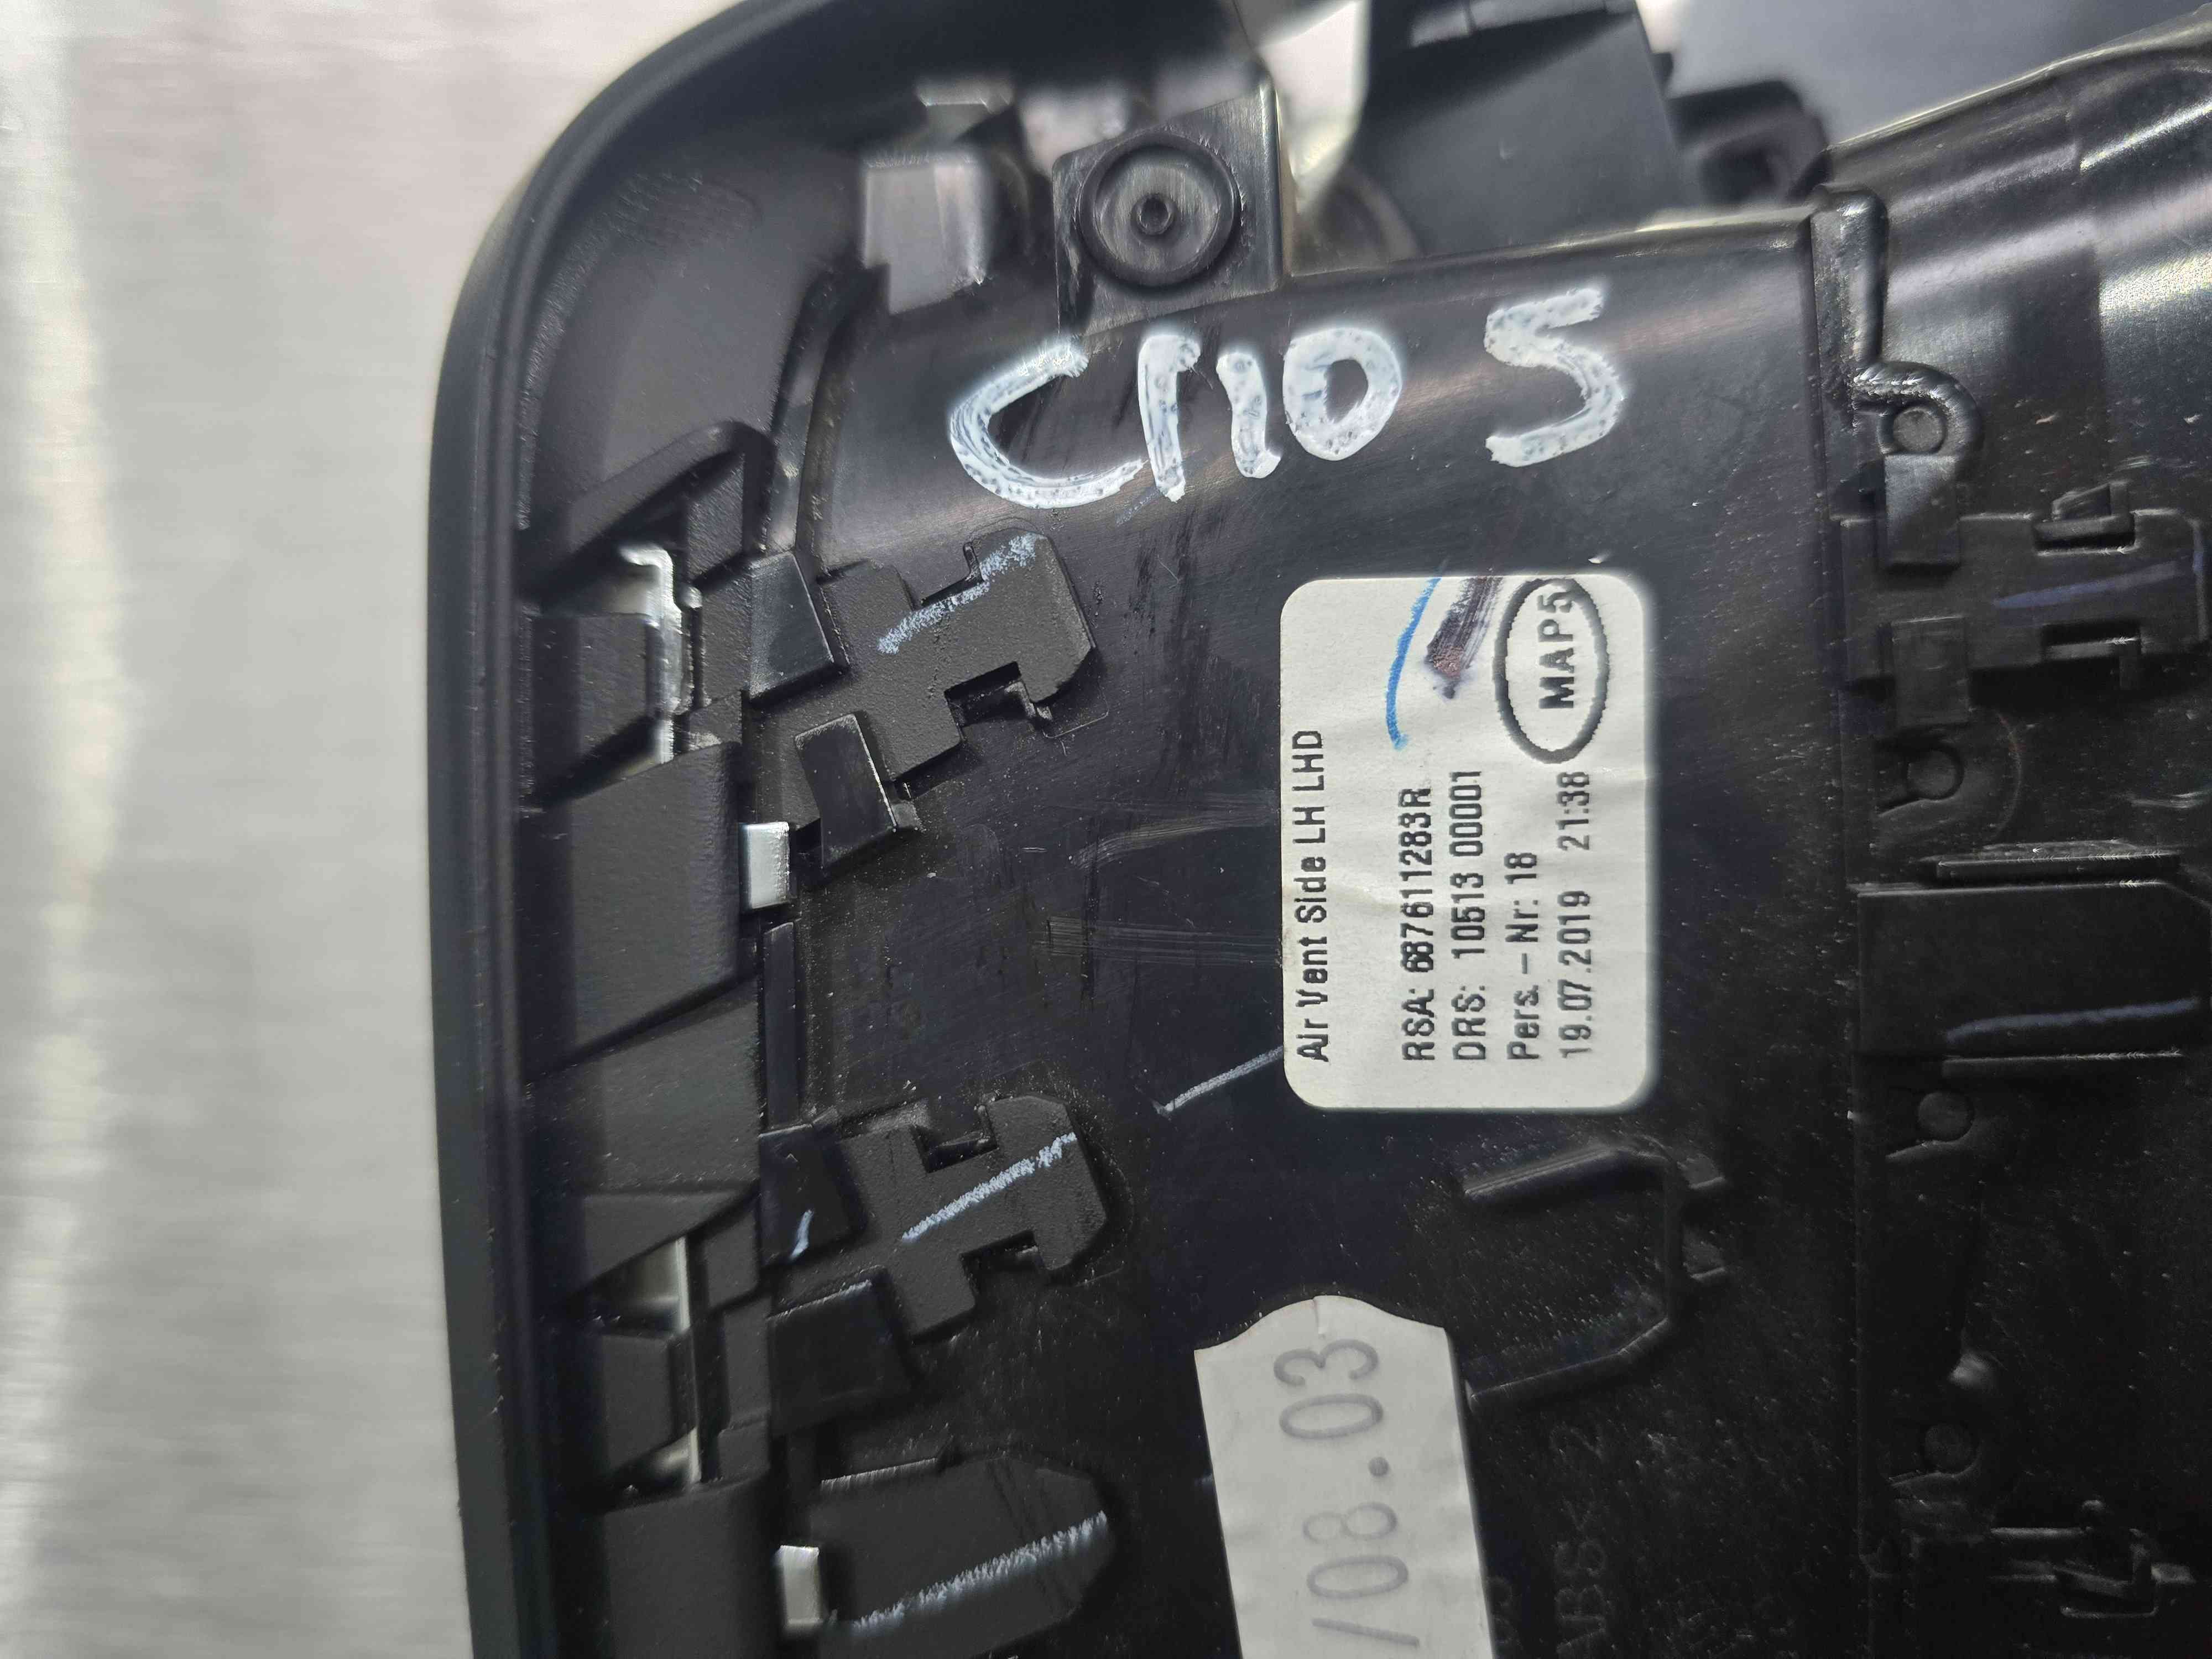 Clio 5
Air Vent Side LH LHD
RSA: 687611283R
DRS: 10513 00001
Pers. - Nr: 18
19.07.2019 21:38
MAP5
/08.03